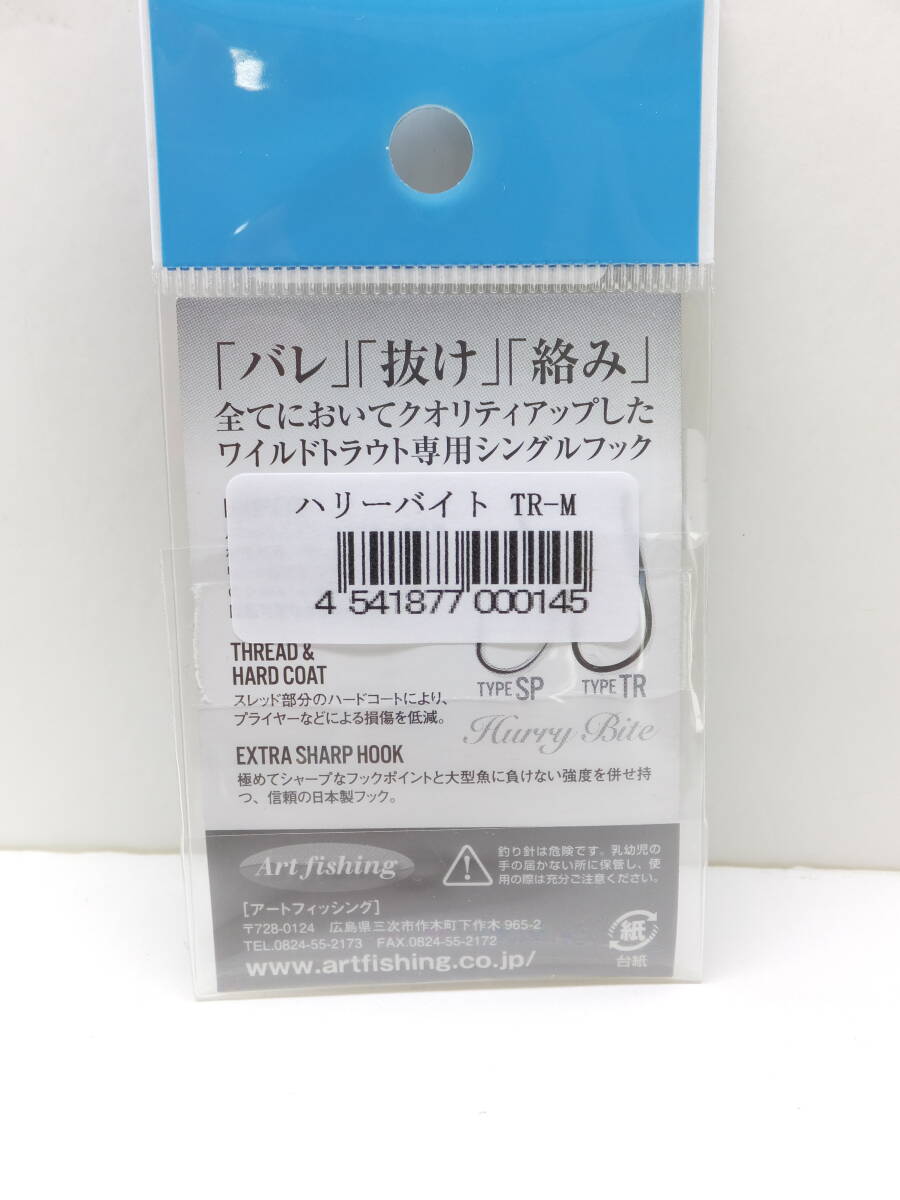 「バレ」「抜け」「絡み」
全てにおいてクオリティアップした
ワイルドトラウト専用シングルフック
ハリーバイト TR-M
4 541877 000145
THREAD &
HARD COAT
スレッド部分のハードコートにより、
プライヤーなどによる損傷を低減。
TYPE SP
TYPE TR
Hurry Bite
EXTRA SHARP HOOK
極めてシャープなフックポイントと大型魚に負けない強度を併せ持
つ、信頼の日本製フック。
Art fishing
釣り針は危険です。乳幼児の
手の届かない所に保管し、使
用の際は充分ご注意ください。
[アートフィッシング]
〒728-0124 広島県三次市作木町下作木 965-2
TEL.0824-55-2173 FAX.0824-55-2172
www.artfishing.co.jp/
紙
台紙